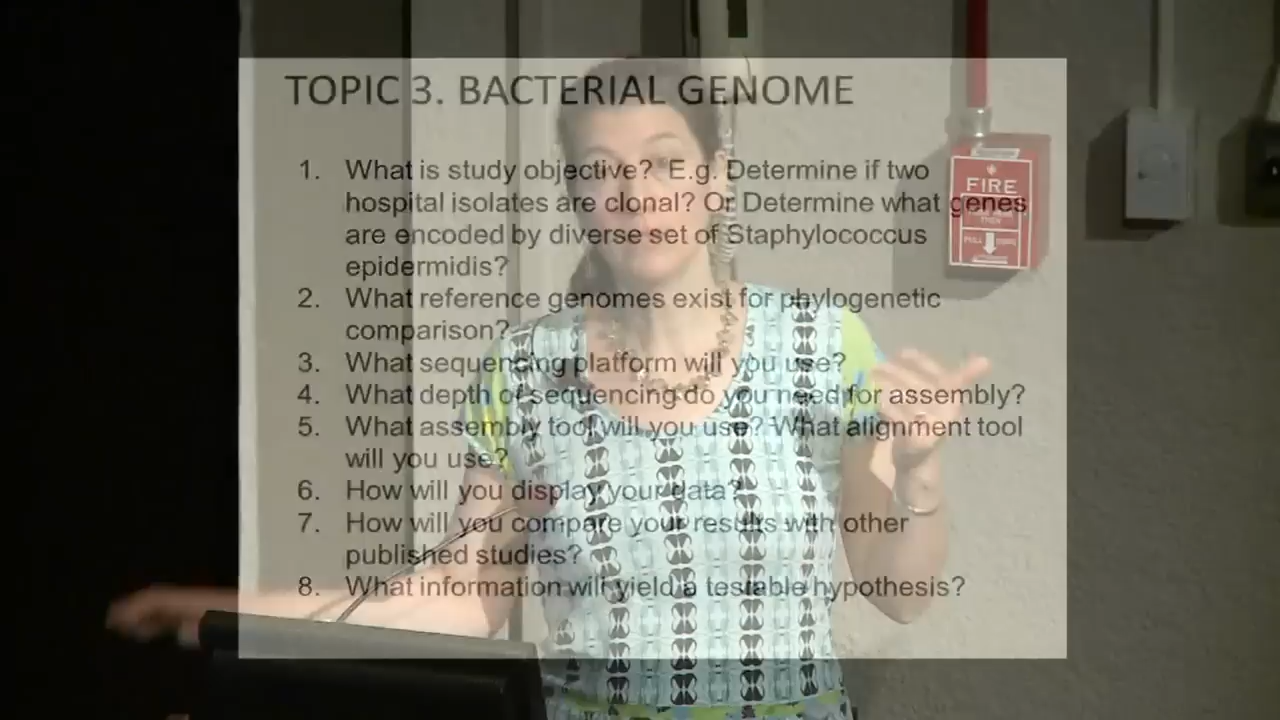 TOPIC 3. BACTERIAL GENOME
1. What is study objective? E.g. Determine if two
hospital isolates are clonal? Or Determine what genes
are encoded by diverse set of Staphylococcus
epidermidis?
2. What reference genomes exist for phylogenetic
comparison?
3. What sequencing platform will you use?
4. What depth of sequencing do you need for assembly?
5. What assembly tool will you use? What alignment tool
will you use?
6. How will you display your data?
7. How will you compare your results with other
published studies?
8. What information will yield a testable hypothesis?
FIRE